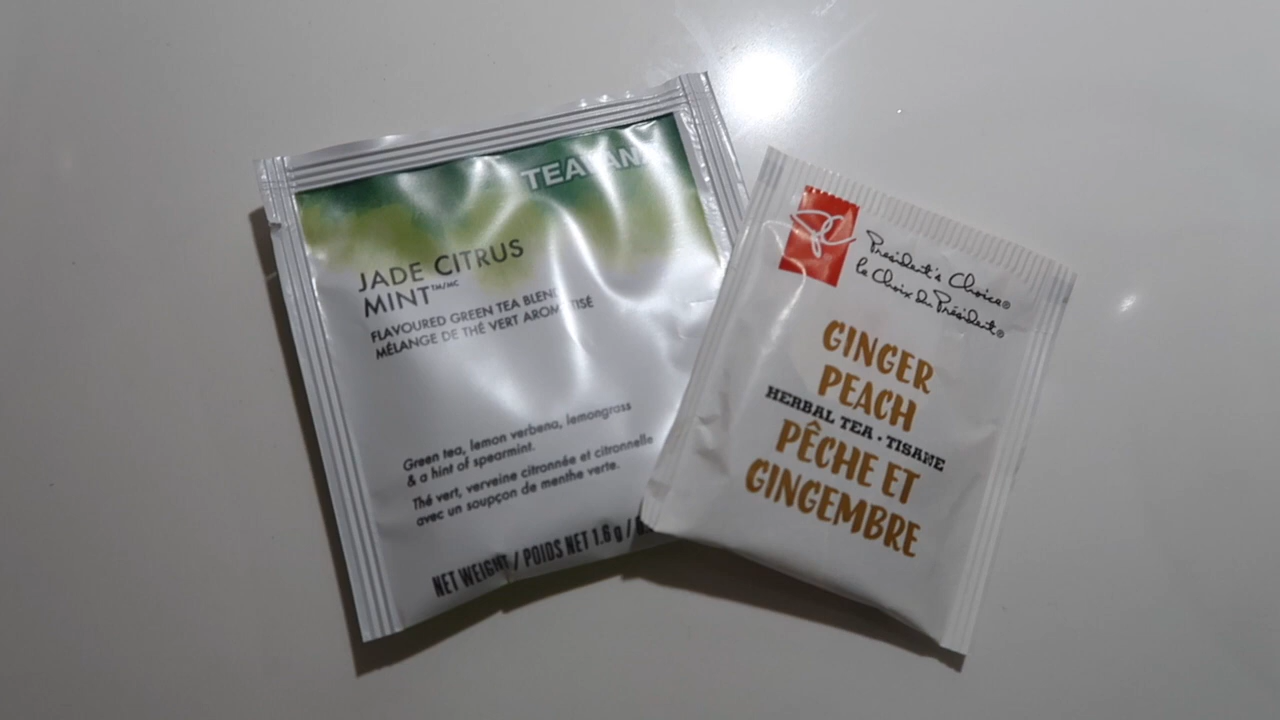 TEAVANA
JADE CITRUS
MINT™/MC
FLAVOURED GREEN TEA BLEND
MÉLANGE DE THÉ VERT AROMATISÉ
Green tea, lemon verbena, lemongrass
& a hint of spearmint.
Thé vert, verveine citronnée et citronnelle
avec un soupçon de menthe verte.
NET WEIGHT / POIDS NET 1.6 g /
President's Choice®
le Choix du Président®
GINGER
PEACH
HERBAL TEA • TISANE
PÊCHE ET
GINGEMBRE